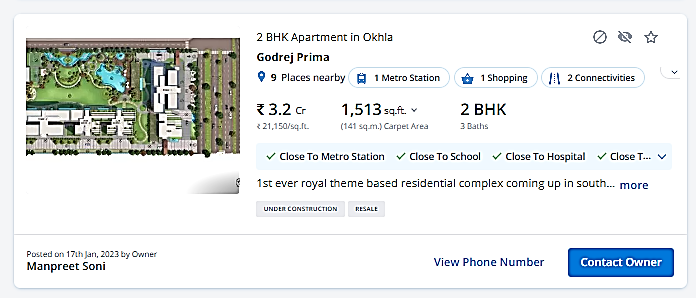 2 BHK Apartment in Okhla
Godrej Prima
9 Places nearby
1 Metro Station
1 Shopping
2 Connectivities
₹ 3.2 Cr
1,513 sq.ft.
2 BHK
₹ 21,150/sq.ft.
(141 sq.m.) Carpet Area
3 Baths
Close To Metro Station
Close To School
Close To Hospital
Close T...
1st ever royal theme based residential complex coming up in south... more
UNDER CONSTRUCTION
RESALE
Posted on 17th Jan, 2023 by Owner
Manpreet Soni
View Phone Number
Contact Owner